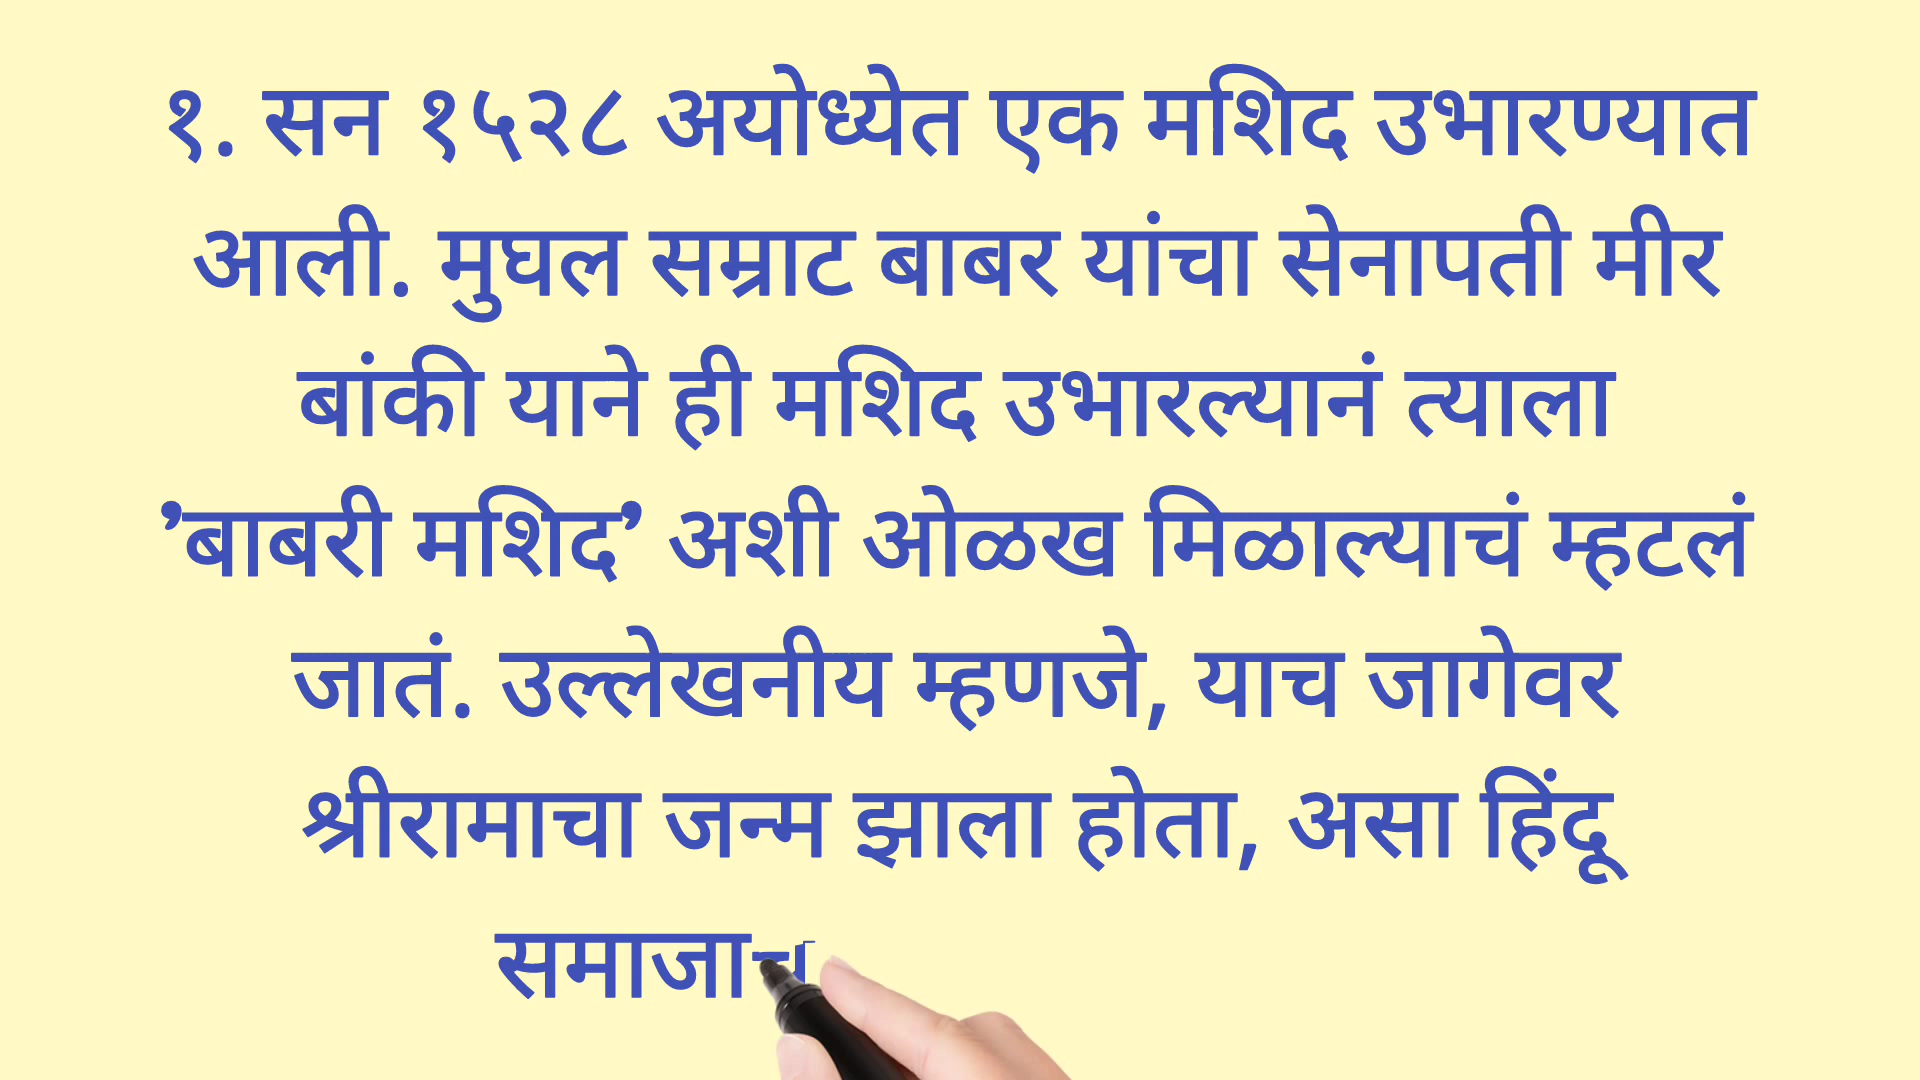 १. सन १५२८ अयोध्येत एक मशिद उभारण्यात
आली. मुघल सम्राट बाबर यांचा सेनापती मीर
बांकी याने ही मशिद उभारल्यानं त्याला
’बाबरी मशिद’ अशी ओळख मिळाल्याचं म्हटलं
जातं. उल्लेखनीय म्हणजे, याच जागेवर
श्रीरामाचा जन्म झाला होता, असा हिंदू